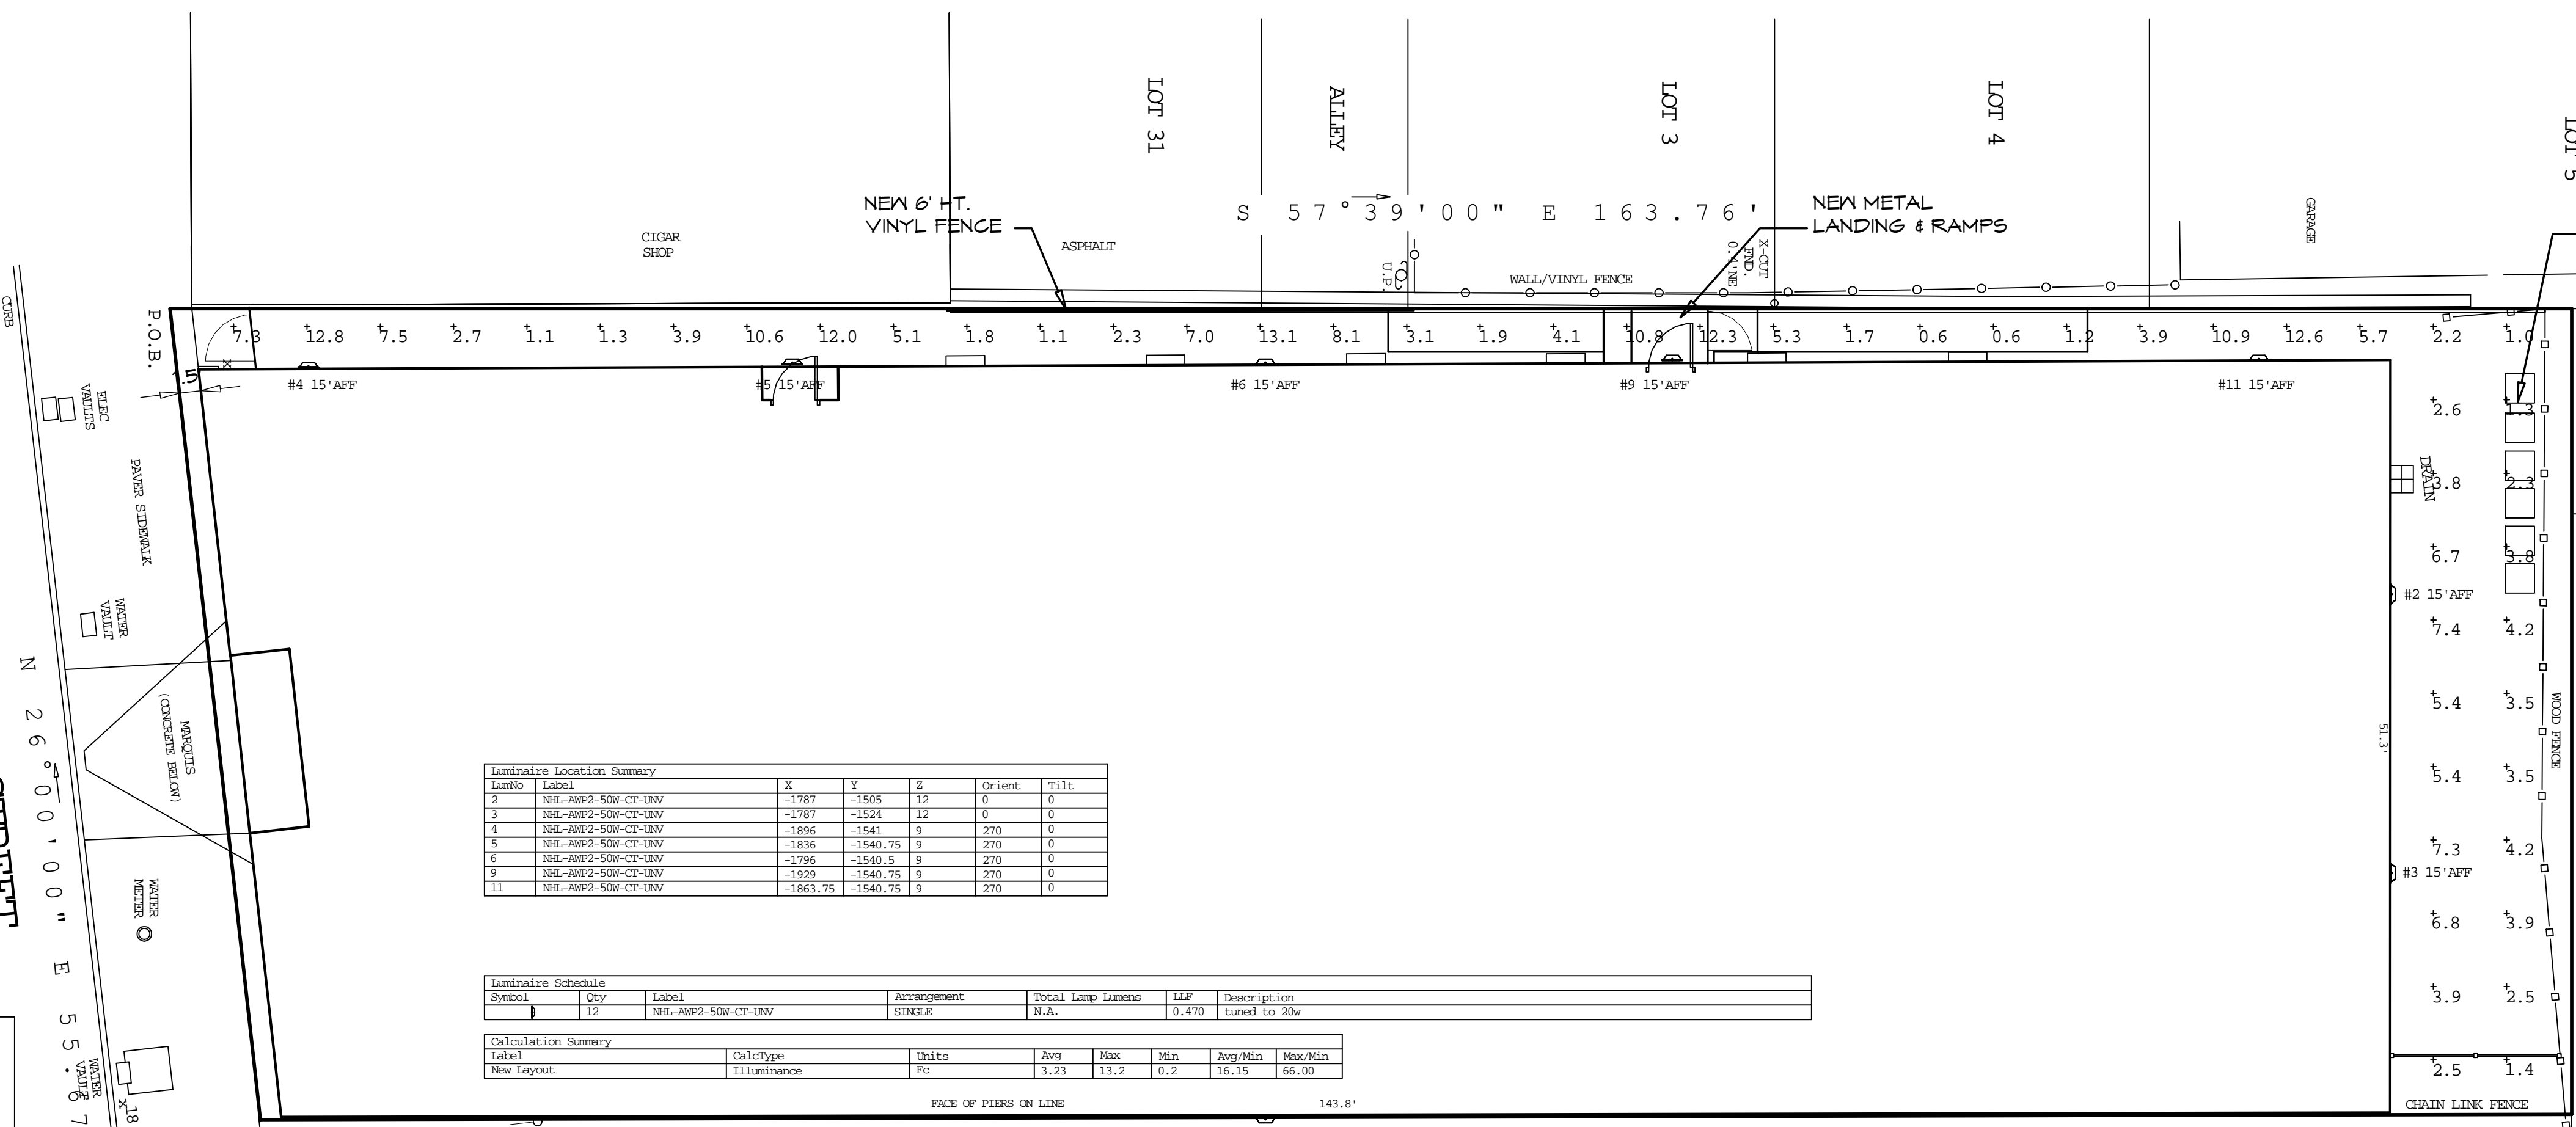 LOT 31
ALLEY
LOT 3
LOT 4
LOT 5
NEW 6' HT.
VINYL FENCE
S 57°39'00" E 163.76'
NEW METAL
LANDING & RAMPS
CIGAR
SHOP
ASPHALT
U.P.
WALL/VINYL FENCE
X-CUT
FND.
0.4'NE
GARAGE
CURB
P.O.B.
7.3 12.8 7.5 2.7 1.1 1.3 3.9 10.6 12.0 5.1 1.8 1.1 2.3 7.0 13.1 8.1 3.1 1.9 4.1 10.8 12.3 5.3 1.7 0.6 0.6 1.2 3.9 10.9 12.6 5.7 2.2 1.0
x
#4 15'AFF
#5 15'AFF
#6 15'AFF
#9 15'AFF
#11 15'AFF
ELEC
VAULTS
PAVER SIDEWALK
2.6 1.3
DRAIN
3.8 2.3
6.7 3.8
#2 15'AFF
7.4 4.2
5.4 3.5
WOOD FENCE
51.3'
5.4 3.5
7.3 4.2
#3 15'AFF
6.8 3.9
3.9 2.5
2.5 1.4
CHAIN LINK FENCE
WATER
VAULT
N 26°00'00" E 55.67
MARQUIS
(CONCRETE BELOW)
WATER
METER
STREET
WATER
VAULT
x18
Luminaire Location Summary
LumNo Label X Y Z Orient Tilt
2 NHL-AWP2-50W-CT-UNV -1787 -1505 12 0 0
3 NHL-AWP2-50W-CT-UNV -1787 -1524 12 0 0
4 NHL-AWP2-50W-CT-UNV -1896 -1541 9 270 0
5 NHL-AWP2-50W-CT-UNV -1836 -1540.75 9 270 0
6 NHL-AWP2-50W-CT-UNV -1796 -1540.5 9 270 0
9 NHL-AWP2-50W-CT-UNV -1929 -1540.75 9 270 0
11 NHL-AWP2-50W-CT-UNV -1863.75 -1540.75 9 270 0
Luminaire Schedule
Symbol Qty Label Arrangement Total Lamp Lumens LLF Description
12 NHL-AWP2-50W-CT-UNV SINGLE N.A. 0.470 tuned to 20w
Calculation Summary
Label CalcType Units Avg Max Min Avg/Min Max/Min
New Layout Illuminance Fc 3.23 13.2 0.2 16.15 66.00
FACE OF PIERS ON LINE
143.8'